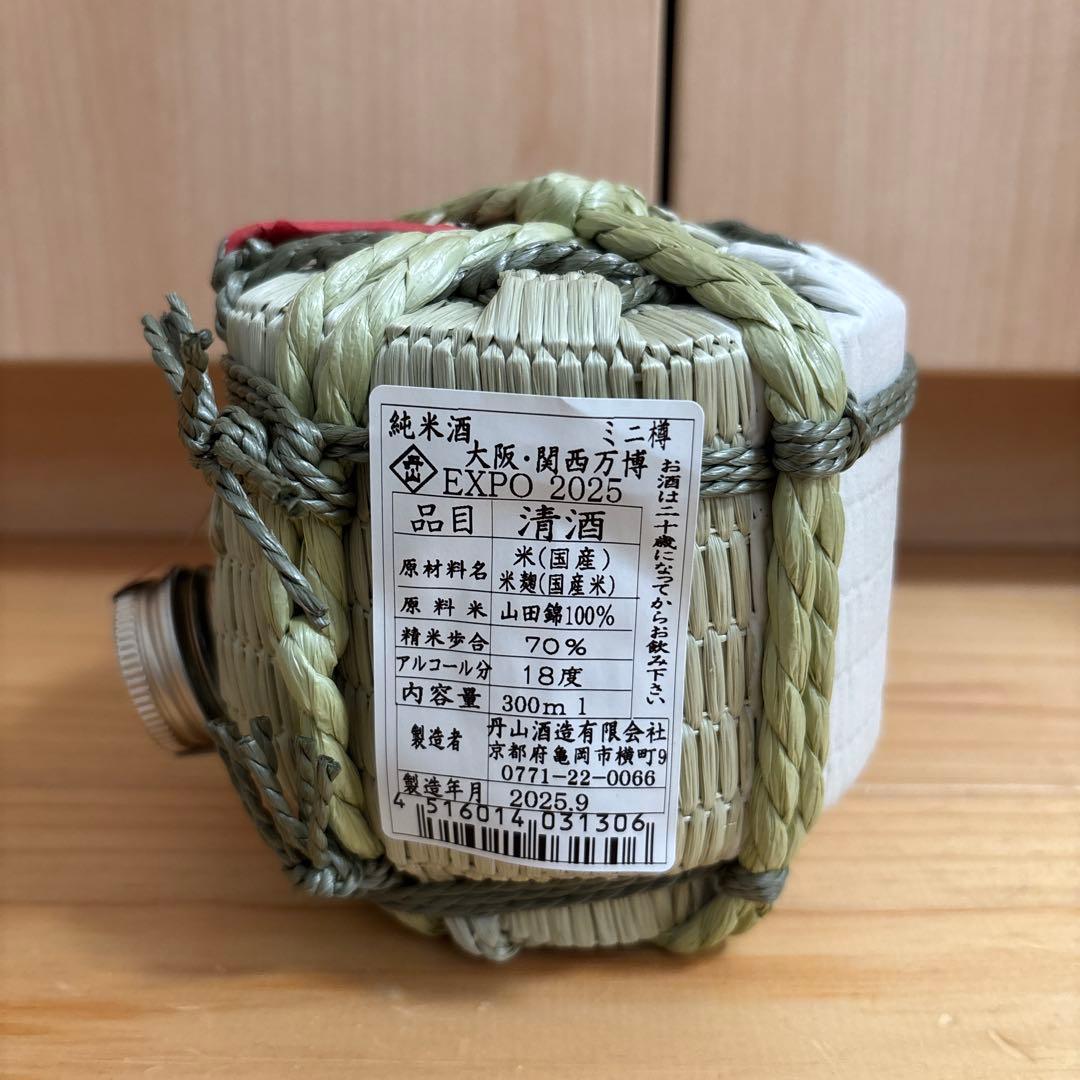 純米酒 ミニ樽
丹山 大阪・関西万博
EXPO 2025
品目 清酒
原材料名 米(国産)
米麹(国産米)
原料米 山田錦100%
精米歩合 70%
アルコール分 18度
内容量 300ml
製造者 丹山酒造有限会社
京都府亀岡市横町9
0771-22-0066
製造年月 2025.9
4 516014 031306
お酒は二十歳になってからお飲み下さい